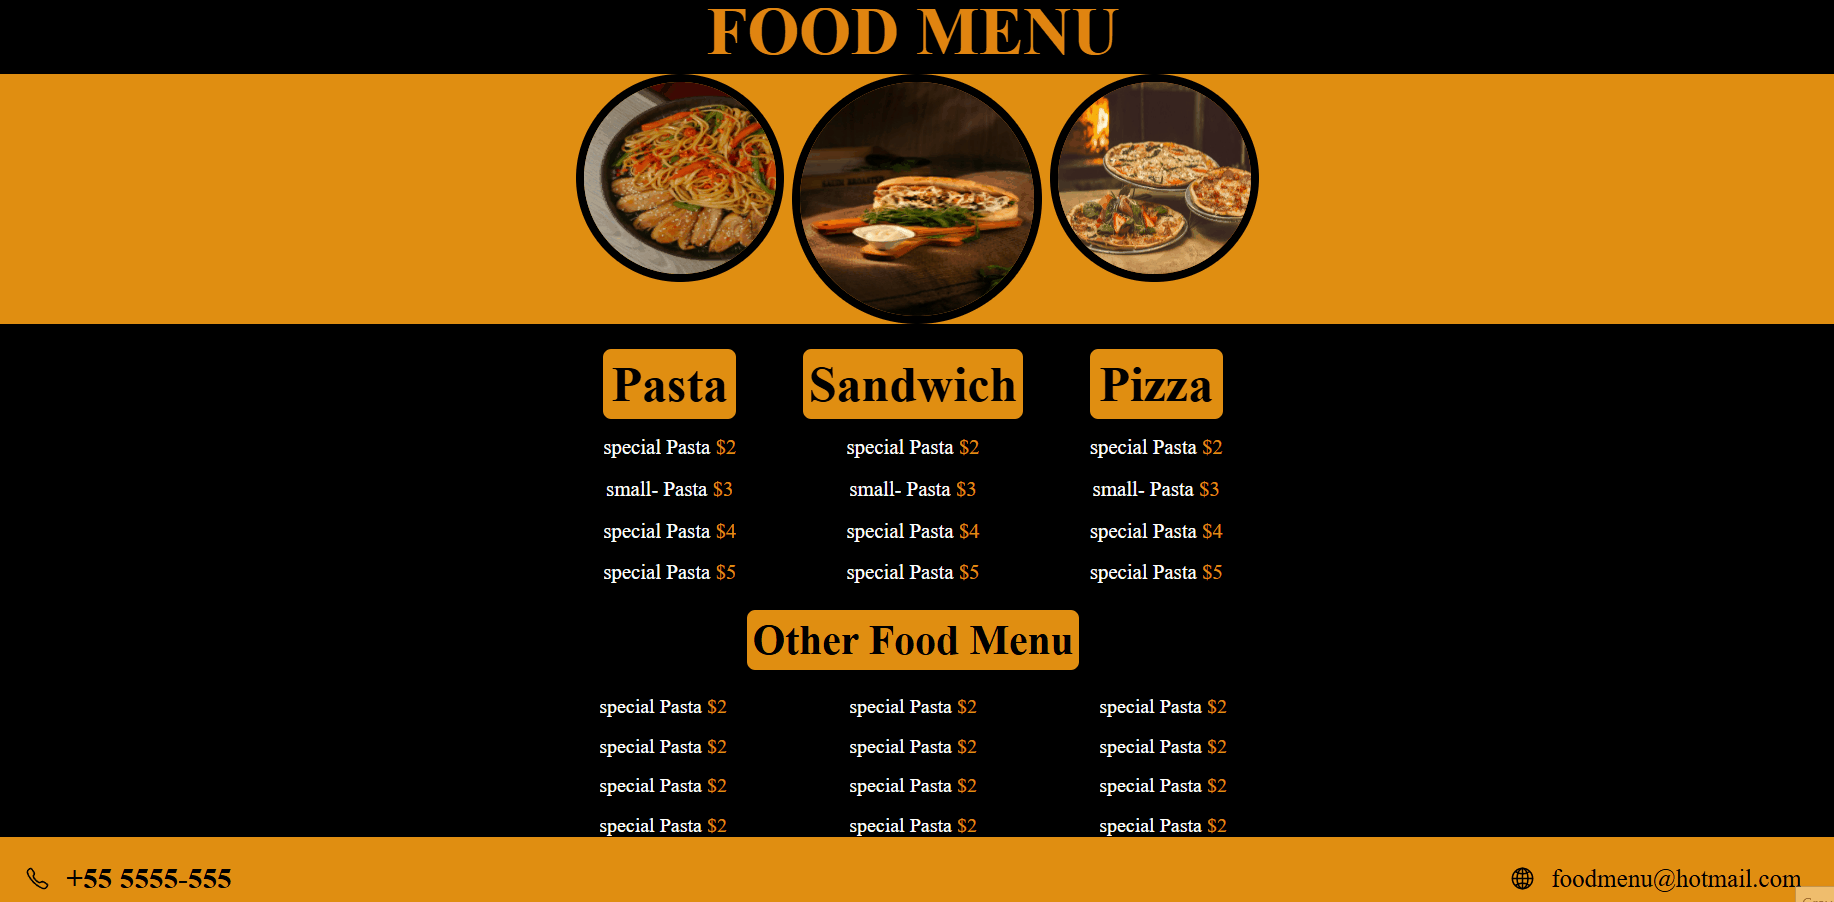 FOOD MENU
Pasta Sandwich Pizza
special Pasta $2 special Pasta $2 special Pasta $2
small- Pasta $3 small- Pasta $3 small- Pasta $3
special Pasta $4 special Pasta $4 special Pasta $4
special Pasta $5 special Pasta $5 special Pasta $5
Other Food Menu
special Pasta $2 special Pasta $2 special Pasta $2
special Pasta $2 special Pasta $2 special Pasta $2
special Pasta $2 special Pasta $2 special Pasta $2
special Pasta $2 special Pasta $2 special Pasta $2
+55 5555-555 foodmenu@hotmail.com